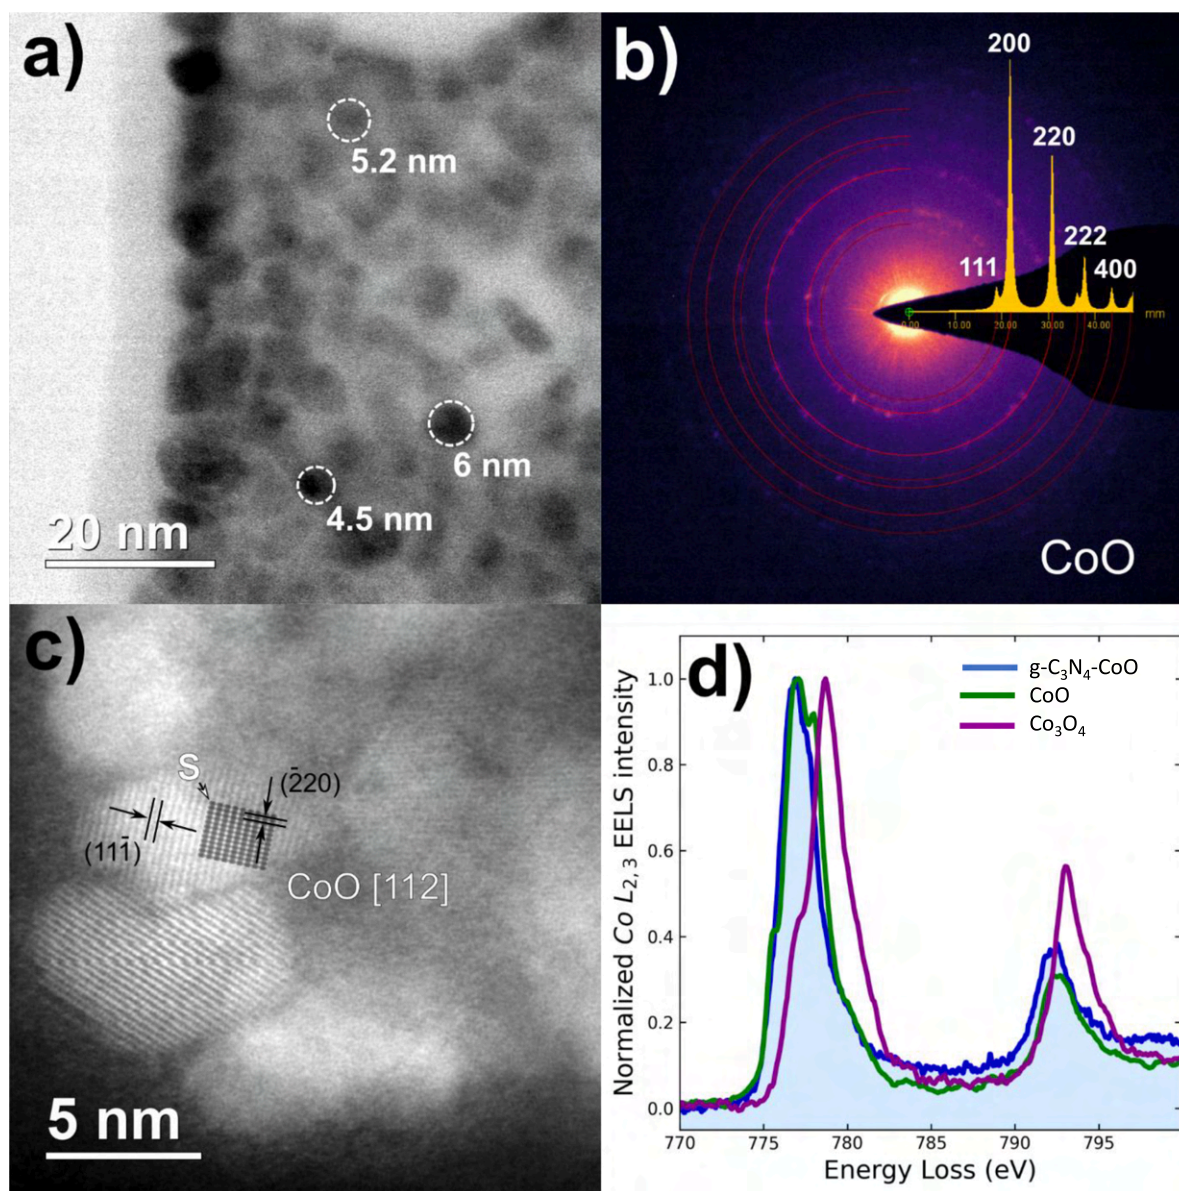 a)
5.2 nm
6 nm
4.5 nm
20 nm
b)
200
220
222
111
400
0.00 10.00 20.00 30.00 40.00 mm
CoO
c)
S
(2̄20)
(111̄)
CoO [112]
5 nm
d)
g-C₃N₄-CoO
CoO
Co₃O₄
Normalized Co L₂,₃ EELS intensity
1.0
0.8
0.6
0.4
0.2
0.0
770 775 780 785 790 795
Energy Loss (eV)